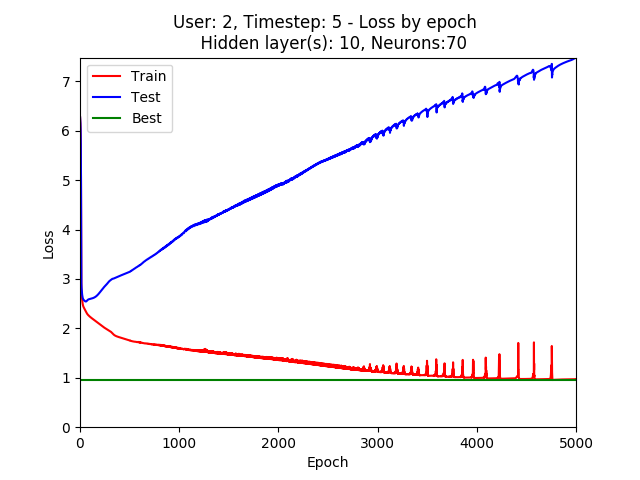 User: 2, Timestep: 5 - Loss by epoch
Hidden layer(s): 10, Neurons:70
Train
Test
Best
7
6
5
4
3
2
1
0
Loss
0
1000
2000
3000
4000
5000
Epoch